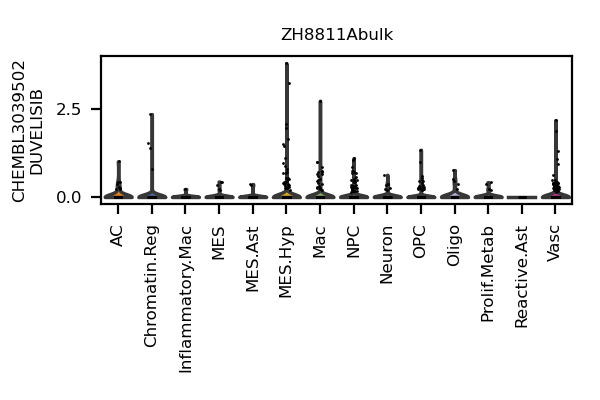 ZH8811Abulk
CHEMBL3039502
DUVELISIB
2.5
0.0
AC
Chromatin.Reg
Inflammatory.Mac
MES
MES.Ast
MES.Hyp
Mac
NPC
Neuron
OPC
Oligo
Prolif.Metab
Reactive.Ast
Vasc